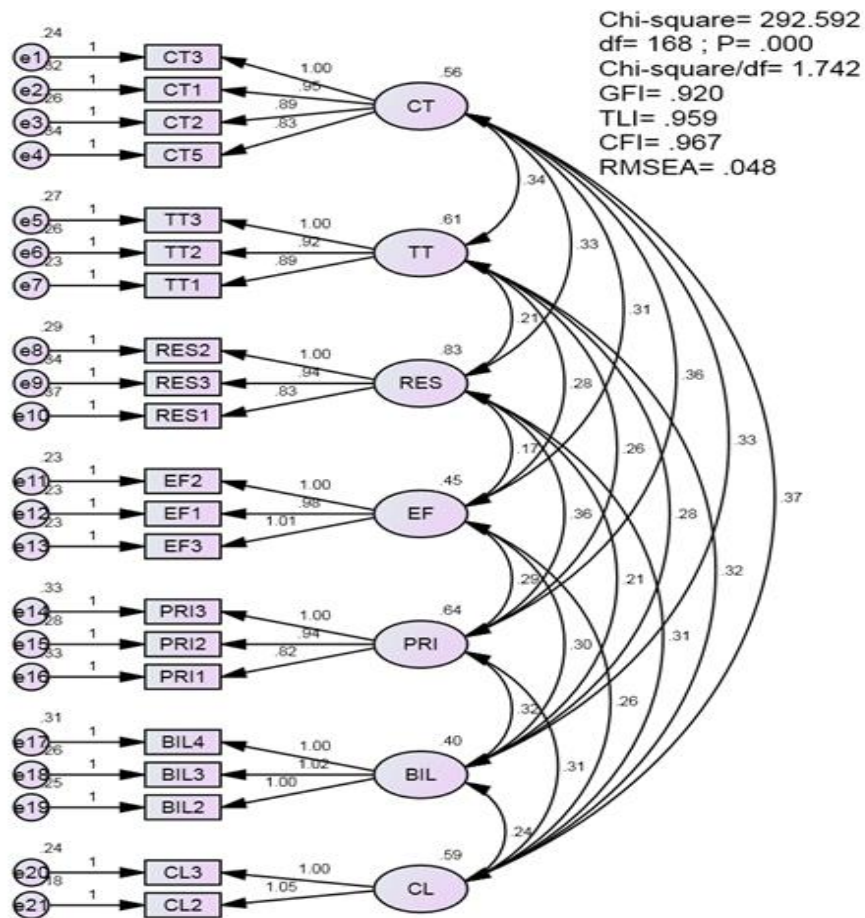 Chi-square= 292.592
df= 168 ; P= .000
Chi-square/df= 1.742
GFI= .920
TLI= .959
CFI= .967
RMSEA= .048
.24
e1 1 CT3 1.00
.32
e2 1 CT1 .95
.26
e3 1 CT2 .89
.34
e4 1 CT5 .83
.56
CT
.27
e5 1 TT3 1.00
.26
e6 1 TT2 .92
.23
e7 1 TT1 .89
.61
TT
.29
e8 1 RES2 1.00
.34
e9 1 RES3 .94
.37
e10 1 RES1 .83
.83
RES
.23
e11 1 EF2 1.00
.23
e12 1 EF1 .98
.23
e13 1 EF3 1.01
.45
EF
.33
e14 1 PRI3 1.00
.28
e15 1 PRI2 .94
.33
e16 1 PRI1 .82
.64
PRI
.31
e17 1 BIL4 1.00
.26
e18 1 BIL3 1.02
.25
e19 1 BIL2 1.00
.40
BIL
.24
e20 1 CL3 1.00
.18
e21 1 CL2 1.05
.59
CL
.34
.33
.21
.31
.28
.36
.17
.26
.33
.36
.28
.37
.29
.21
.32
.30
.31
.32
.26
.31
.24